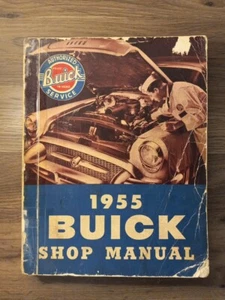 AUTHORIZED
Buick
SERVICE
1955
BUICK
SHOP MANUAL